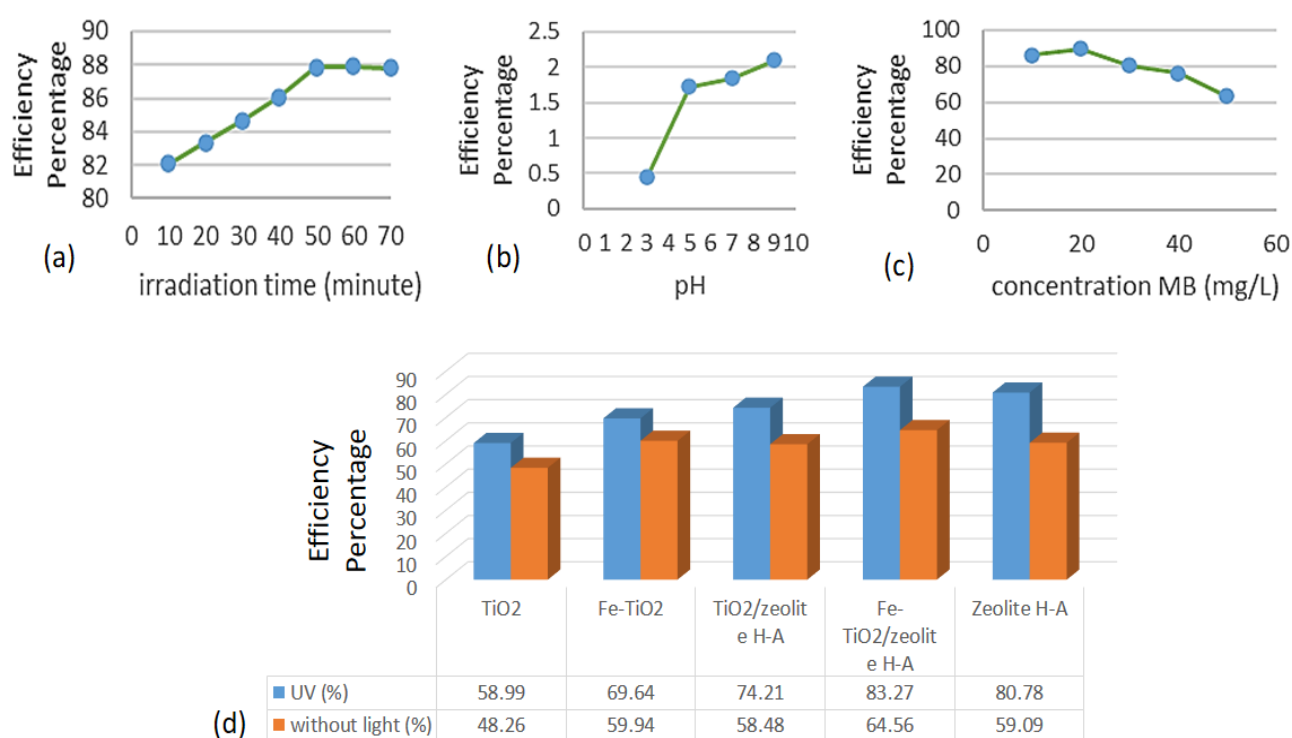 Efficiency
Percentage
90
88
86
84
82
80
0 10 20 30 40 50 60 70
(a)
irradiation time (minute)
Efficiency
Percentage
2.5
2
1.5
1
0.5
0
0 1 2 3 4 5 6 7 8 9 10
(b)
pH
Efficiency
Percentage
100
80
60
40
20
0
0 20 40 60
(c)
concentration MB (mg/L)
Efficiency
Percentage
90
80
70
60
50
40
30
20
10
0
TiO2 Fe-TiO2 TiO2/zeolit Fe- Zeolite H-A
e H-A TiO2/zeolit
e H-A
UV (%) 58.99 69.64 74.21 83.27 80.78
(d) without light (%) 48.26 59.94 58.48 64.56 59.09